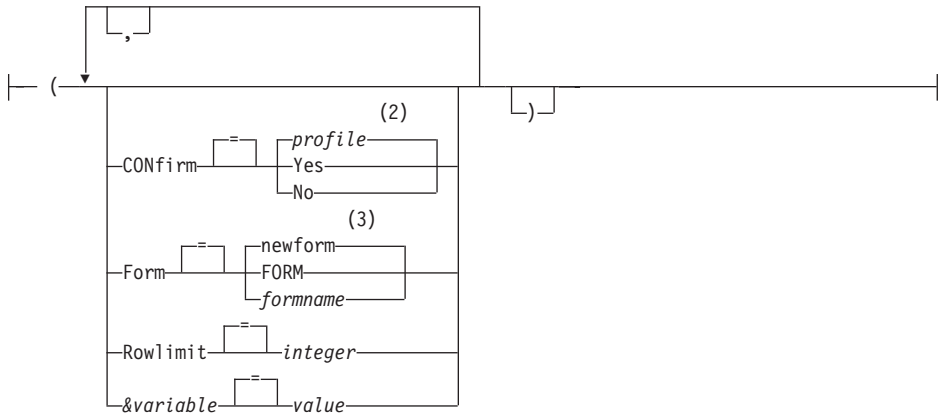 ,
(
)
(2)
CONfirm = profile
Yes
No
(3)
Form = newform
FORM
formname
Rowlimit = integer
&variable = value